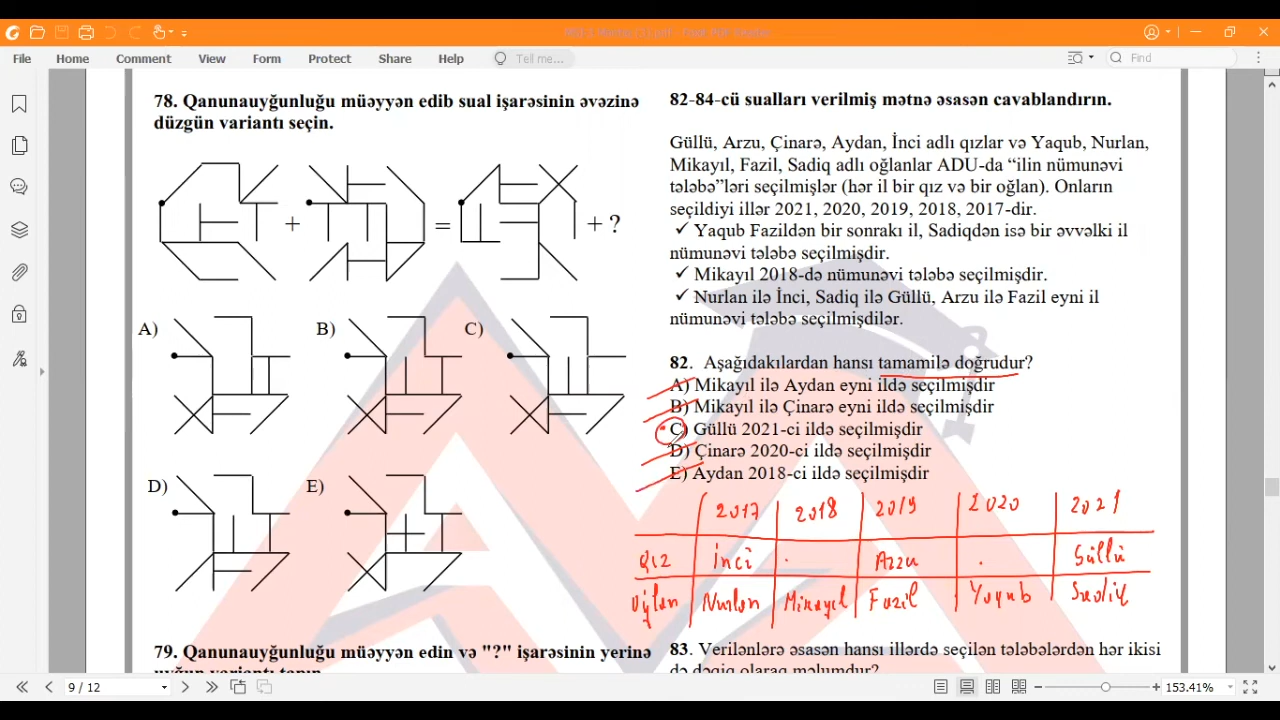 File Home Comment View Form Protect Share Help Tell me... Find
78. Qanunauyğunluğu müəyyən edib sual işarəsinin əvəzinə
düzgün variantı seçin.
+ = + ?
A) B) C)
D) E)
79. Qanunauyğunluğu müəyyən edin və "?" işarəsinin yerinə
uyğun variantı tapın
82-84-cü sualları verilmiş mətnə əsasən cavablandırın.
Güllü, Arzu, Çinarə, Aydan, İnci adlı qızlar və Yaqub, Nurlan,
Mikayıl, Fazil, Sadiq adlı oğlanlar ADU-da “ilin nümunəvi
tələbə”ləri seçilmişlər (hər il bir qız və bir oğlan). Onların
seçildiyi illər 2021, 2020, 2019, 2018, 2017-dir.
✓ Yaqub Fazildən bir sonrakı il, Sadiqdən isə bir əvvəlki il
nümunəvi tələbə seçilmişdir.
✓ Mikayıl 2018-də nümunəvi tələbə seçilmişdir.
✓ Nurlan ilə İnci, Sadiq ilə Güllü, Arzu ilə Fazil eyni il
nümunəvi tələbə seçilmişdilər.
82. Aşağıdakılardan hansı tamamilə doğrudur?
A) Mikayıl ilə Aydan eyni ildə seçilmişdir
B) Mikayıl ilə Çinarə eyni ildə seçilmişdir
C) Güllü 2021-ci ildə seçilmişdir
D) Çinarə 2020-ci ildə seçilmişdir
E) Aydan 2018-ci ildə seçilmişdir
2017 2018 2019 2020 2021
Qız İnci Arzu Güllü
Oğlan Nurlan Mikayıl Fazil Yaqub Sadiq
83. Verilənlərə əsasən hansı illərdə seçilən tələbələrdən hər ikisi
də dəqiq olaraq məlumdur?
9 / 12 153.41%